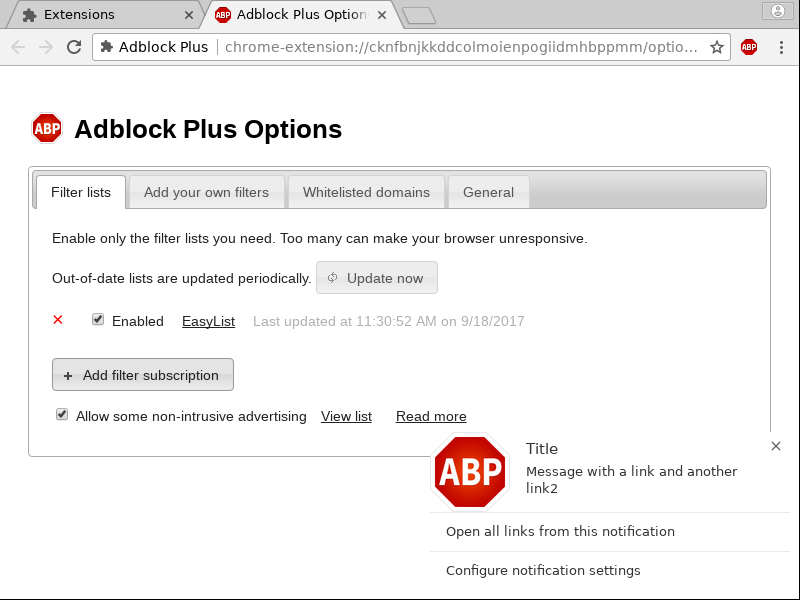 Extensions
Adblock Plus Option
ABP
Adblock Plus
chrome-extension://cknfbnjkkddcolmoienpogiidmhbppmm/optio...
ABP
ABP
Adblock Plus Options
Filter lists
Add your own filters
Whitelisted domains
General
Enable only the filter lists you need. Too many can make your browser unresponsive.
Out-of-date lists are updated periodically.
Update now
Enabled
EasyList
Last updated at 11:30:52 AM on 9/18/2017
Add filter subscription
Allow some non-intrusive advertising
View list
Read more
ABP
Title
Message with a link and another
link2
Open all links from this notification
Configure notification settings